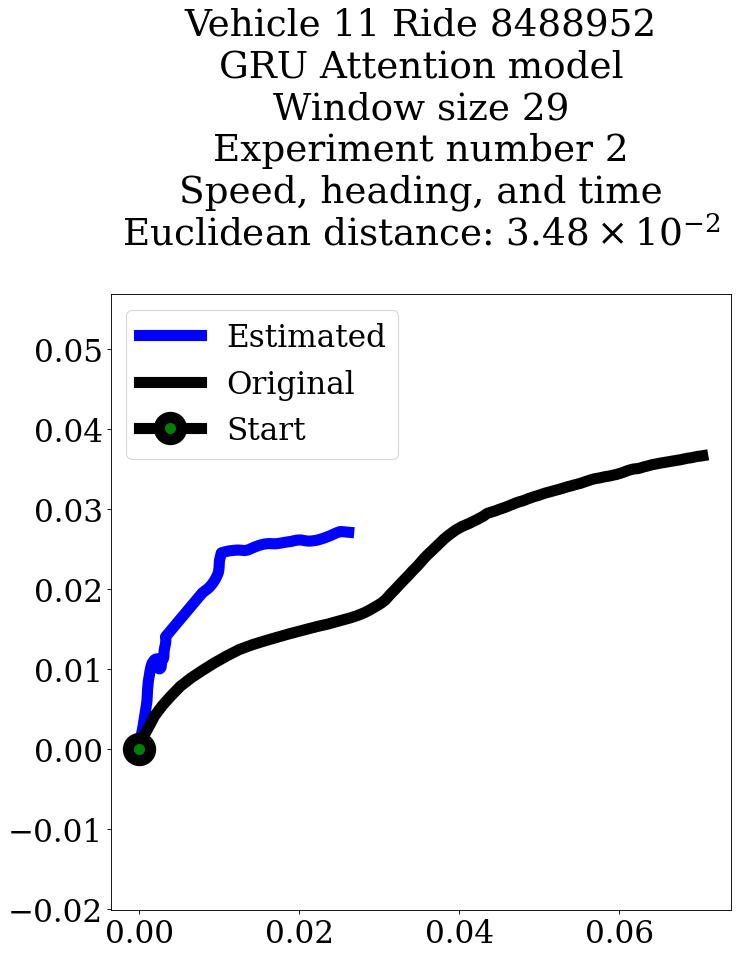 Vehicle 11 Ride 8488952
GRU Attention model
Window size 29
Experiment number 2
Speed, heading, and time
Euclidean distance: 3.48 × 10⁻²
Estimated
Original
Start
0.05
0.04
0.03
0.02
0.01
0.00
−0.01
−0.02
0.00 0.02 0.04 0.06